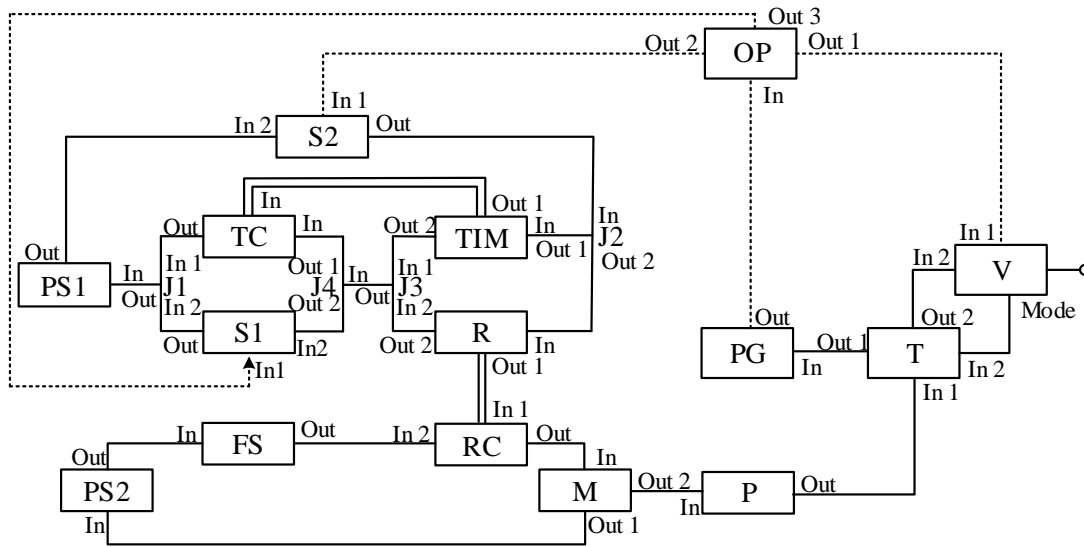 Out 3
Out 2
OP
Out 1
In
In 1
In 2
S2
Out
In
Out 1
Out
TC
In
Out 2
TIM
In
In
Out 1
J2
Out 2
Out
PS1
In
Out
In 1
J1
In 2
Out 1
J4
Out 2
In
Out
In 1
J3
In 2
In 1
In 2
V
Mode
Out
S1
In2
In1
Out 2
R
In
Out 1
Out
PG
In
Out 1
Out 2
T
In 2
In 1
In 1
In
FS
Out
In 2
RC
Out
Out
PS2
In
In
M
Out 2
Out 1
In
P
Out